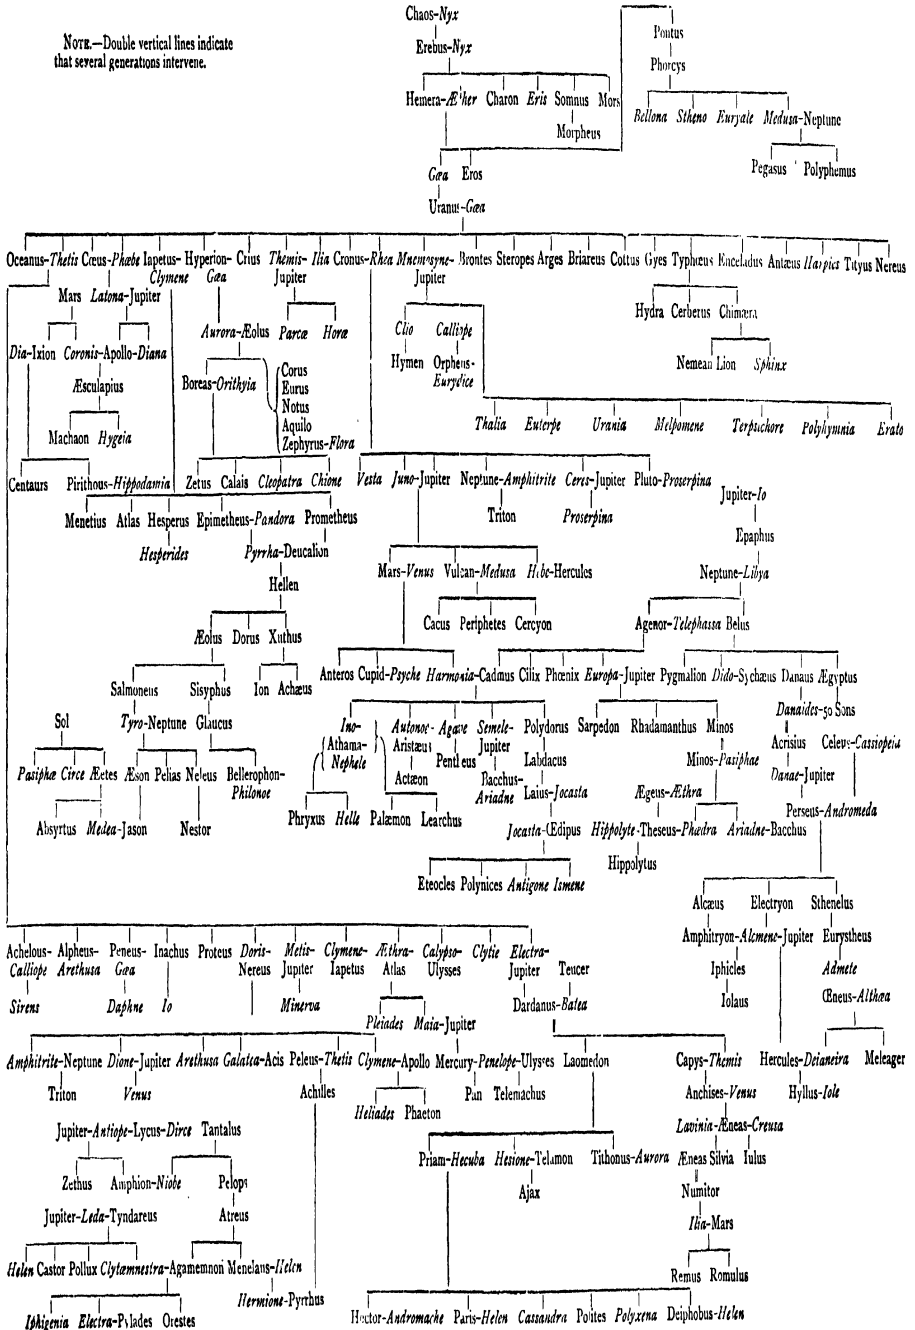 Chaos-Nyx
NOTE.—Double vertical lines indicate
that several generations intervene.
Pontus
Erebus-Nyx
Phorcys
Hemera-Æther Charon Eris Somnus Mors
Bellona Stheno Euryale Medusa-Neptune
Morpheus
Pegasus Polyphemus
Gæa Eros
Uranus-Gæa
Oceanus-Thetis Cœus-Phœbe Iapetus- Hyperion- Crius Themis- Ilia Cronus-Rhea Mnemosyne- Brontes Steropes Arges Briareus Cottus Gyes Typhœus Enceladus Antæus Harpies Tityus Nereus
Clymene Gæa Jupiter Jupiter
Mars Latona-Jupiter
Hydra Cerberus Chimæra
Aurora-Æolus Parcæ Horæ Clio Calliope
Dia-Ixion Coronis-Apollo-Diana Hymen Orpheus- Nemean Lion Sphinx
Eurydice
Æsculapius Boreas-Orithyia Corus
Eurus
Notus
Aquilo
Zephyrus-Flora
Thalia Euterpe Urania Melpomene Terpsichore Polyhymnia Erato
Machaon Hygeia
Centaurs Pirithous-Hippodamia Zetus Calais Cleopatra Chione Vesta Juno-Jupiter Neptune-Amphitrite Ceres-Jupiter Pluto-Proserpina
Jupiter-Io
Menetius Atlas Hesperus Epimetheus-Pandora Prometheus Triton Proserpina
Epaphus
Hesperides Pyrrha-Deucalion
Mars-Venus Vulcan-Medusa Hebe-Hercules Neptune-Libya
Hellen
Cacus Periphetes Cercyon Agenor-Telephassa Belus
Æolus Dorus Xuthus
Anteros Cupid-Psyche Harmonia-Cadmus Cilix Phœnix Europa-Jupiter Pygmalion Dido-Sychæus Danaus Ægyptus
Salmoneus Sisyphus Ion Achæus
Danaides-50 Sons
Sol Tyro-Neptune Glaucus Ino- Autonoe- Agave Semele- Polydorus Sarpedon Rhadamanthus Minos
Athama- Aristæus Pentheus Jupiter Acrisius Celeus-Cassiopeia
Nephele Labdacus Minos-Pasiphae
Pasiphæ Circe Æetes Æson Pelias Neleus Bellerophon- Actæon Bacchus- Danae-Jupiter
Philonoe Ariadne Laius-Jocasta Ægeus-Æthra
Absyrtus Medea-Jason Nestor Phryxus Helle Palæmon Learchus Perseus-Andromeda
Jocasta-Œdipus Hippolyte-Theseus-Phædra Ariadne-Bacchus
Hippolytus
Eteocles Polynices Antigone Ismene
Alcæus Electryon Sthenelus
Achelous- Alpheus- Peneus- Inachus Proteus Doris- Metis- Clymene- Æthra- Calypso- Clytie Electra- Amphitryon-Alcmene-Jupiter Eurystheus
Calliope Arethusa Gæa Nereus Jupiter Iapetus Atlas Ulysses Jupiter Teucer
Iphicles Admete
Sirens Daphne Io Minerva Dardanus-Batea
Iolaus Œneus-Althæa
Pleiades Maia-Jupiter
Amphitrite-Neptune Dione-Jupiter Arethusa Galatea-Acis Peleus-Thetis Clymene-Apollo Mercury-Penelope-Ulysses Laomedon Capys-Themis Hercules-Deianeira Meleager
Triton Venus Achilles Pan Telemachus Anchises-Venus Hyllus-Iole
Heliades Phaeton
Jupiter-Antiope-Lycus-Dirce Tantalus Lavinia-Æneas-Creusa
Priam-Hecuba Hesione-Telamon Tithonus-Aurora Æneas Silvia Iulus
Zethus Amphion-Niobe Pelops
Ajax Numitor
Jupiter-Leda-Tyndareus Atreus
Ilia-Mars
Helen Castor Pollux Clytæmnestra-Agamemnon Menelaus-Helen
Remus Romulus
Hermione-Pyrrhus
Iphigenia Electra-Pylades Orestes Hector-Andromache Paris-Helen Cassandra Polites Polyxena Deiphobus-Helen